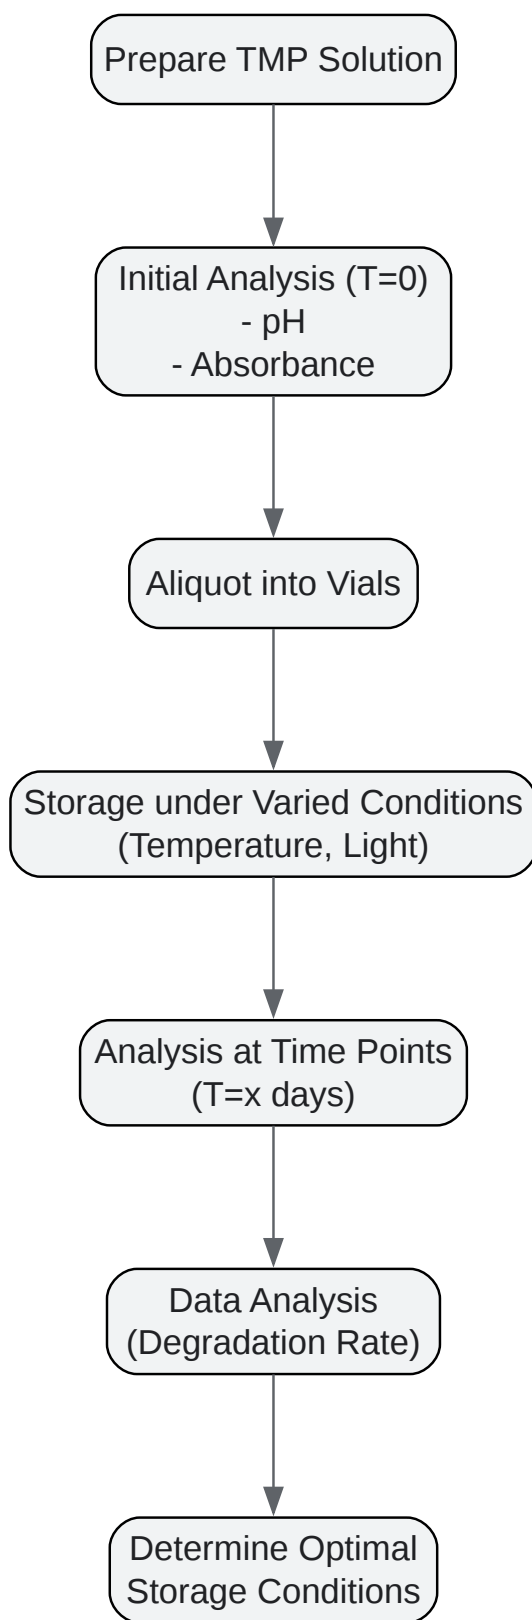 Prepare TMP Solution
Initial Analysis (T=0)
- pH
- Absorbance
Aliquot into Vials
Storage under Varied Conditions
(Temperature, Light)
Analysis at Time Points
(T=x days)
Data Analysis
(Degradation Rate)
Determine Optimal
Storage Conditions